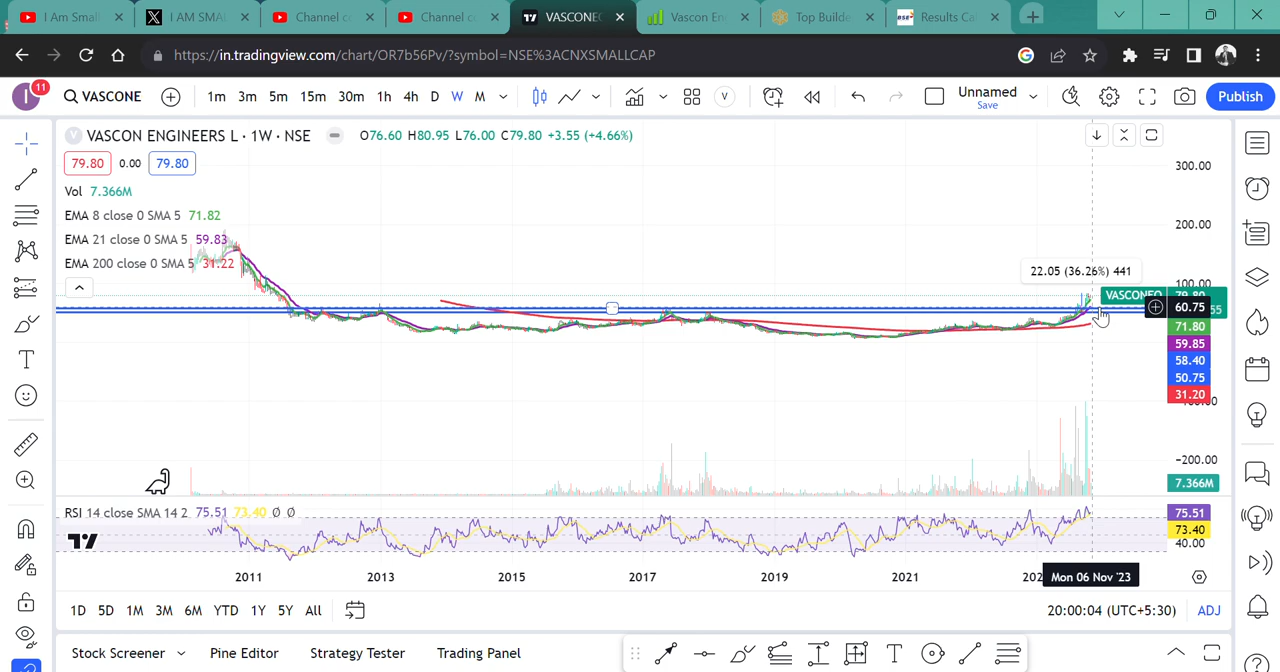 I Am Small
I AM SMAL
Channel c
Channel c
VASCONE
Vascon En
Top Builde
BSE Results Ca
https://in.tradingview.com/chart/OR7b56Pv/?symbol=NSE%3ACNXSMALLCAP
I 11 VASCONE 1m 3m 5m 15m 30m 1h 4h D W M V Unnamed Save Publish
V VASCON ENGINEERS L · 1W · NSE O76.60 H80.95 L76.00 C79.80 +3.55 (+4.66%)
79.80 0.00 79.80
Vol 7.366M
EMA 8 close 0 SMA 5 71.82
EMA 21 close 0 SMA 5 59.83
EMA 200 close 0 SMA 5 31.22
300.00
200.00
22.05 (36.26%) 441
60.75
71.80
59.85
58.40
50.75
31.20
-200.00
7.366M
RSI 14 close SMA 14 2 75.51 73.40 Ø Ø
75.51
73.40
40.00
2011 2013 2015 2017 2019 2021 Mon 06 Nov '23
1D 5D 1M 3M 6M YTD 1Y 5Y All 20:00:04 (UTC+5:30) ADJ
Stock Screener Pine Editor Strategy Tester Trading Panel